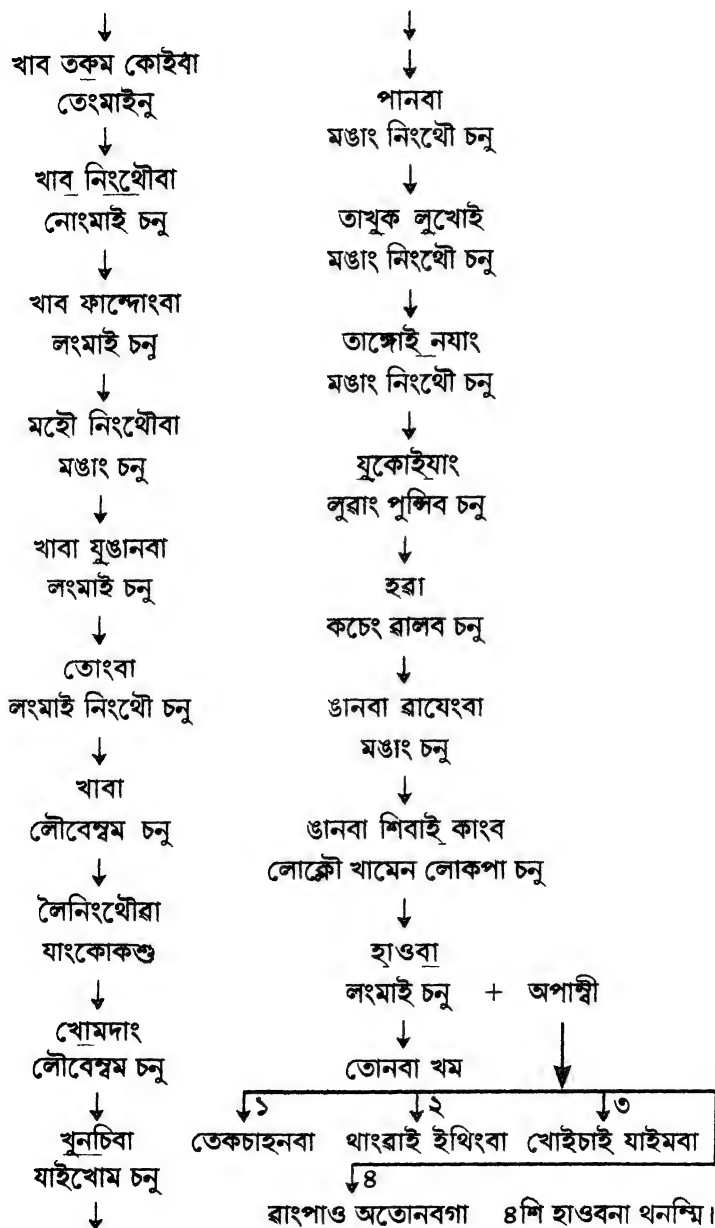 খাব তকুম কোইবা
তেংমাইনু
খাব নিংথৌবা
নোংমাই চনু
খাব ফান্দোংবা
লংমাই চনু
মহৌ নিংথৌবা
মঙাং চনু
খাবা যুঙানবা
লংমাই চনু
তোংবা
লংমাই নিংথৌ চনু
খাবা
লৌবেম্বম চনু
লৈনিংথৌৱা
যাংকোকশু
খোমদাং
লৌবেম্বম চনু
খুনচিবা
যাইখোম চনু
পানবা
মঙাং নিংথৌ চনু
তাখুক লুখোই
মঙাং নিংথৌ চনু
তাঙ্গোই নযাং
মঙাং নিংথৌ চনু
যুকোইযাং
লুৱাং পুন্সিব চনু
হৱা
কচেং ৱালব চনু
ঙানবা ৱাযেংবা
মঙাং চনু
ঙানবা শিবাই কাংব
লোক্লৌ খামেন লোকপা চনু
হাওবা
লংমাই চনু + অপাম্বী
তোনবা খম
১ ২ ৩
তেকচাহনবা থাংৱাই ইথিংবা খোইচাই যাইমবা
৪
ৱাংপাও অতোনবগা ৪শি হাওবনা থনম্মি।